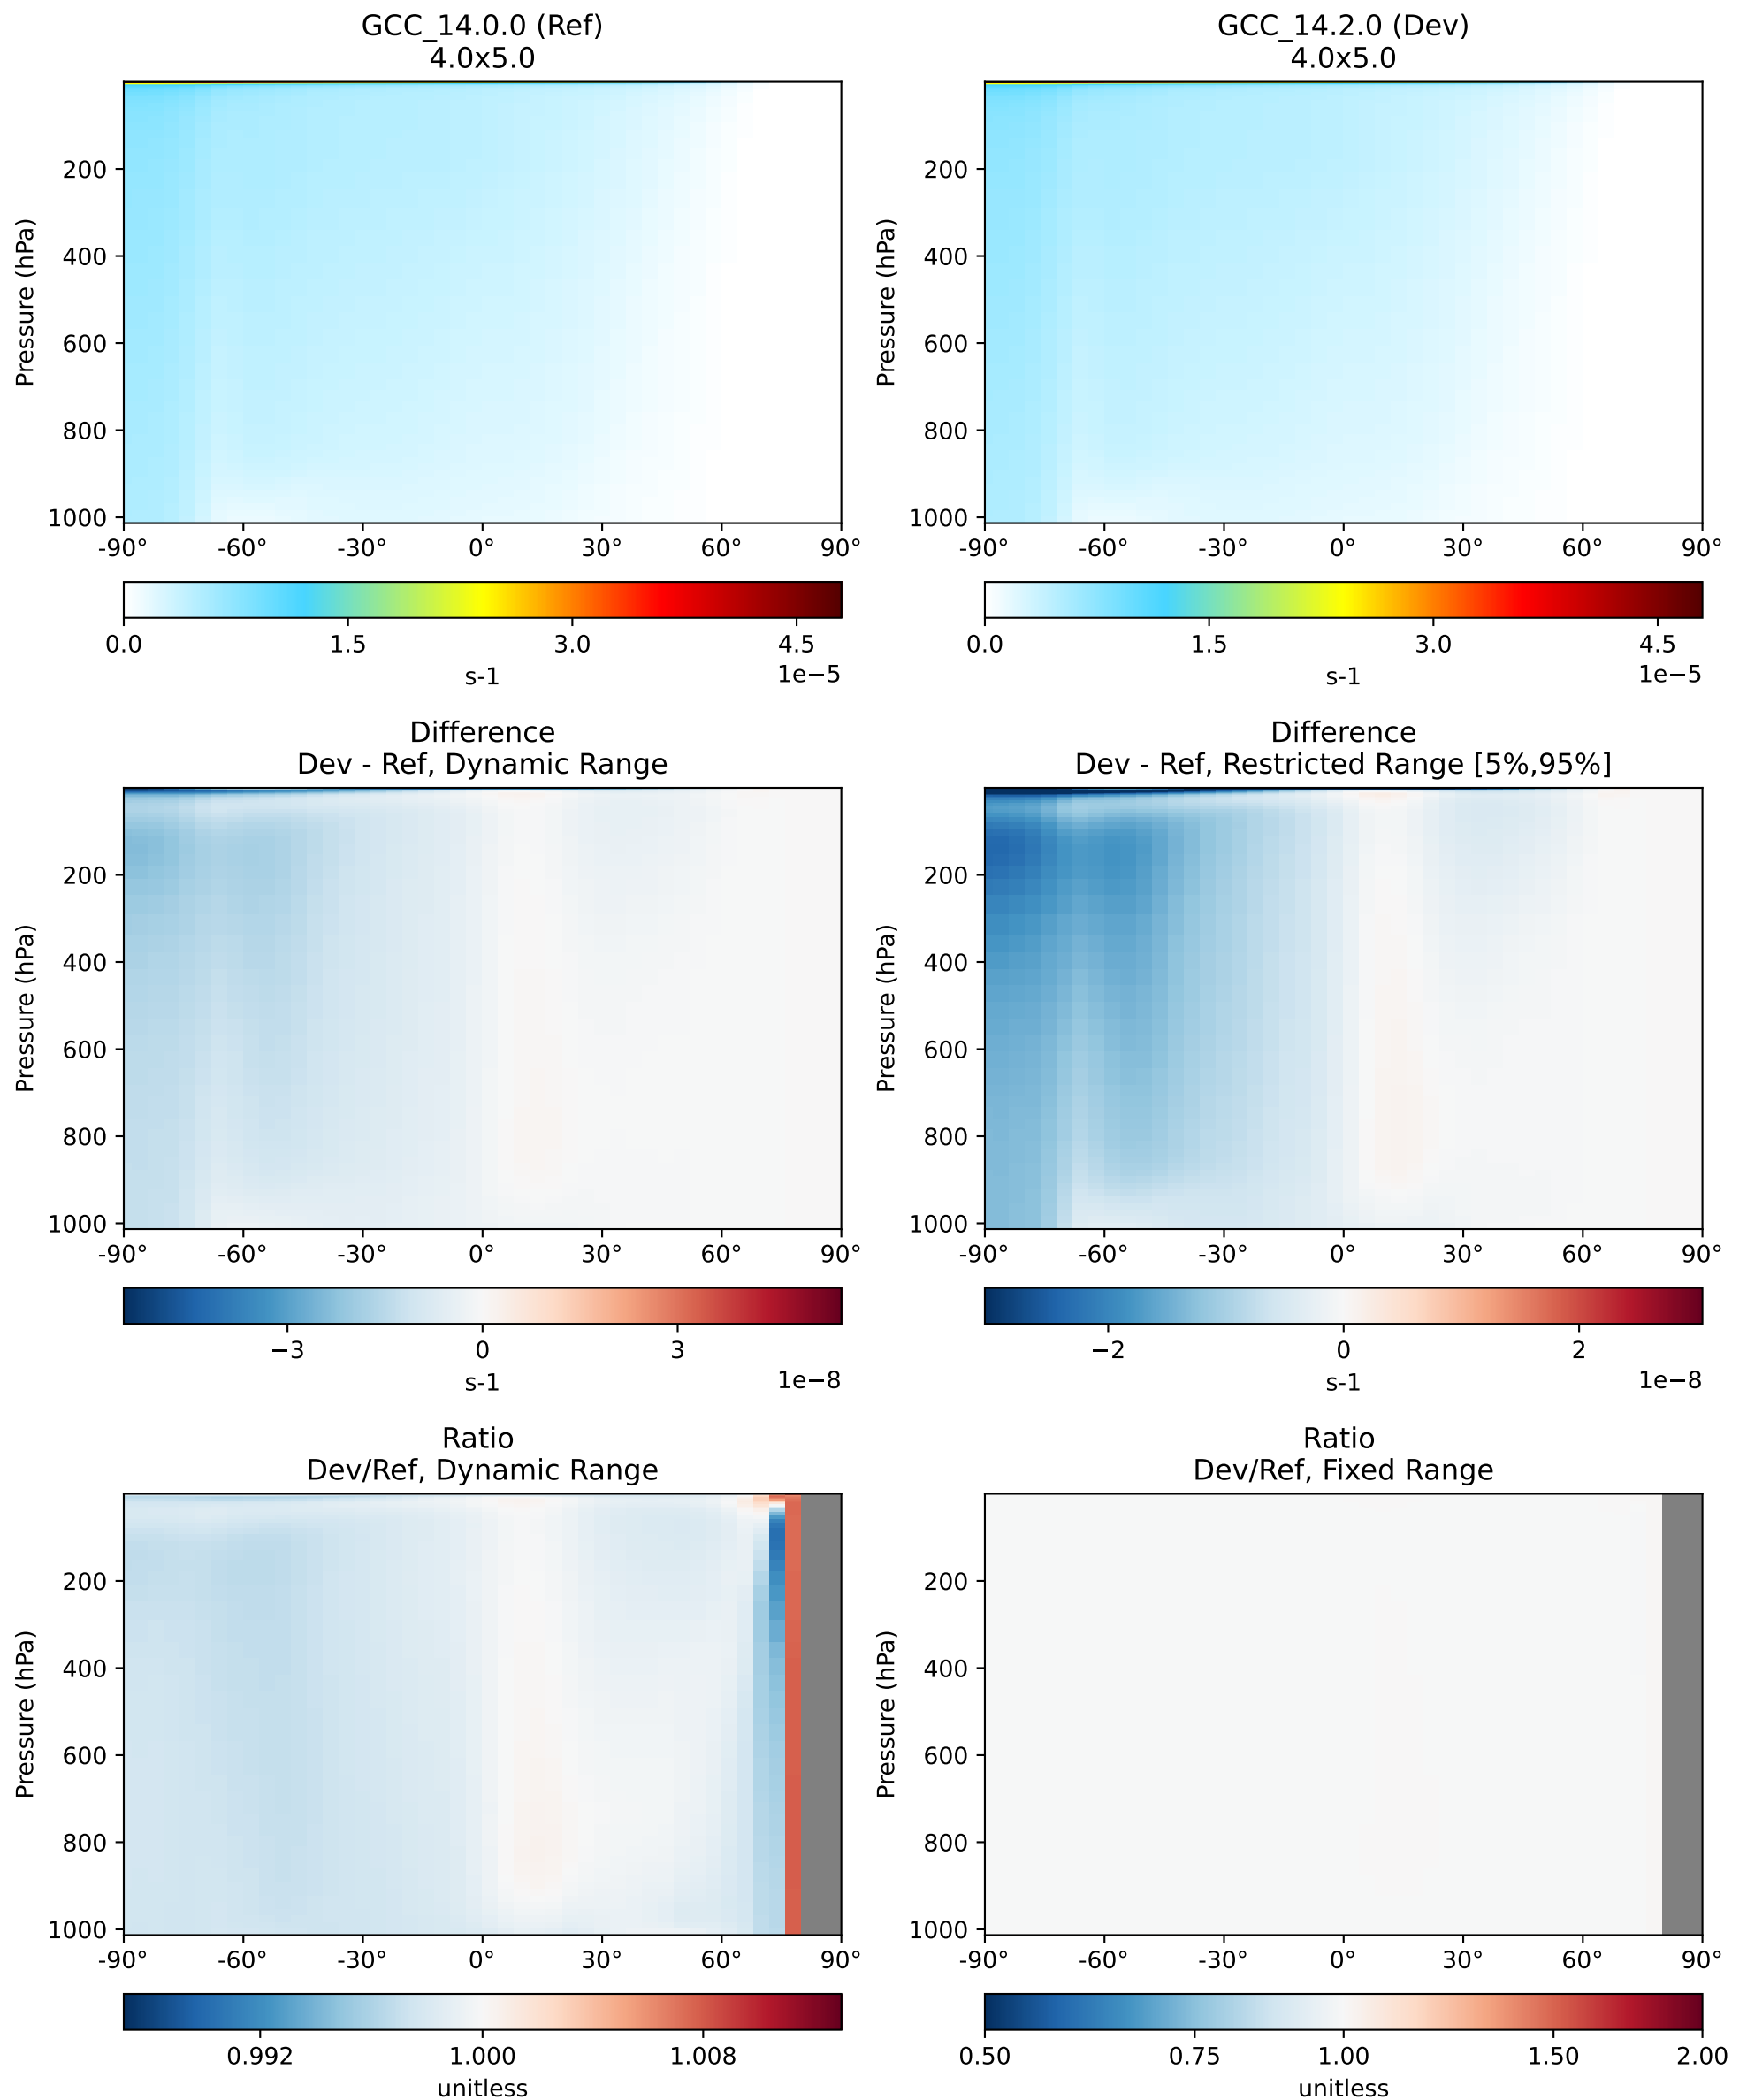 GCC_14.0.0 (Ref)
4.0x5.0
Pressure (hPa)
200
400
600
800
1000
-90° -60° -30° 0° 30° 60° 90°
0.0 1.5 3.0 4.5
1e−5
s-1
GCC_14.2.0 (Dev)
4.0x5.0
Pressure (hPa)
200
400
600
800
1000
-90° -60° -30° 0° 30° 60° 90°
0.0 1.5 3.0 4.5
1e−5
s-1
Difference
Dev - Ref, Dynamic Range
Pressure (hPa)
200
400
600
800
1000
-90° -60° -30° 0° 30° 60° 90°
−3 0 3
1e−8
s-1
Difference
Dev - Ref, Restricted Range [5%,95%]
Pressure (hPa)
200
400
600
800
1000
-90° -60° -30° 0° 30° 60° 90°
−2 0 2
1e−8
s-1
Ratio
Dev/Ref, Dynamic Range
Pressure (hPa)
200
400
600
800
1000
-90° -60° -30° 0° 30° 60° 90°
0.992 1.000 1.008
unitless
Ratio
Dev/Ref, Fixed Range
Pressure (hPa)
200
400
600
800
1000
-90° -60° -30° 0° 30° 60° 90°
0.50 0.75 1.00 1.50 2.00
unitless